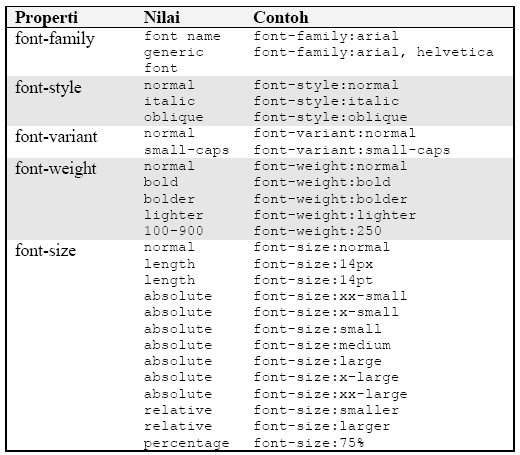 Properti Nilai Contoh
font-family font name font-family:arial
generic font-family:arial, helvetica
font
font-style normal font-style:normal
italic font-style:italic
oblique font-style:oblique
font-variant normal font-variant:normal
small-caps font-variant:small-caps
font-weight normal font-weight:normal
bold font-weight:bold
bolder font-weight:bolder
lighter font-weight:lighter
100-900 font-weight:250
font-size normal font-size:normal
length font-size:14px
length font-size:14pt
absolute font-size:xx-small
absolute font-size:x-small
absolute font-size:small
absolute font-size:medium
absolute font-size:large
absolute font-size:x-large
absolute font-size:xx-large
relative font-size:smaller
relative font-size:larger
percentage font-size:75%